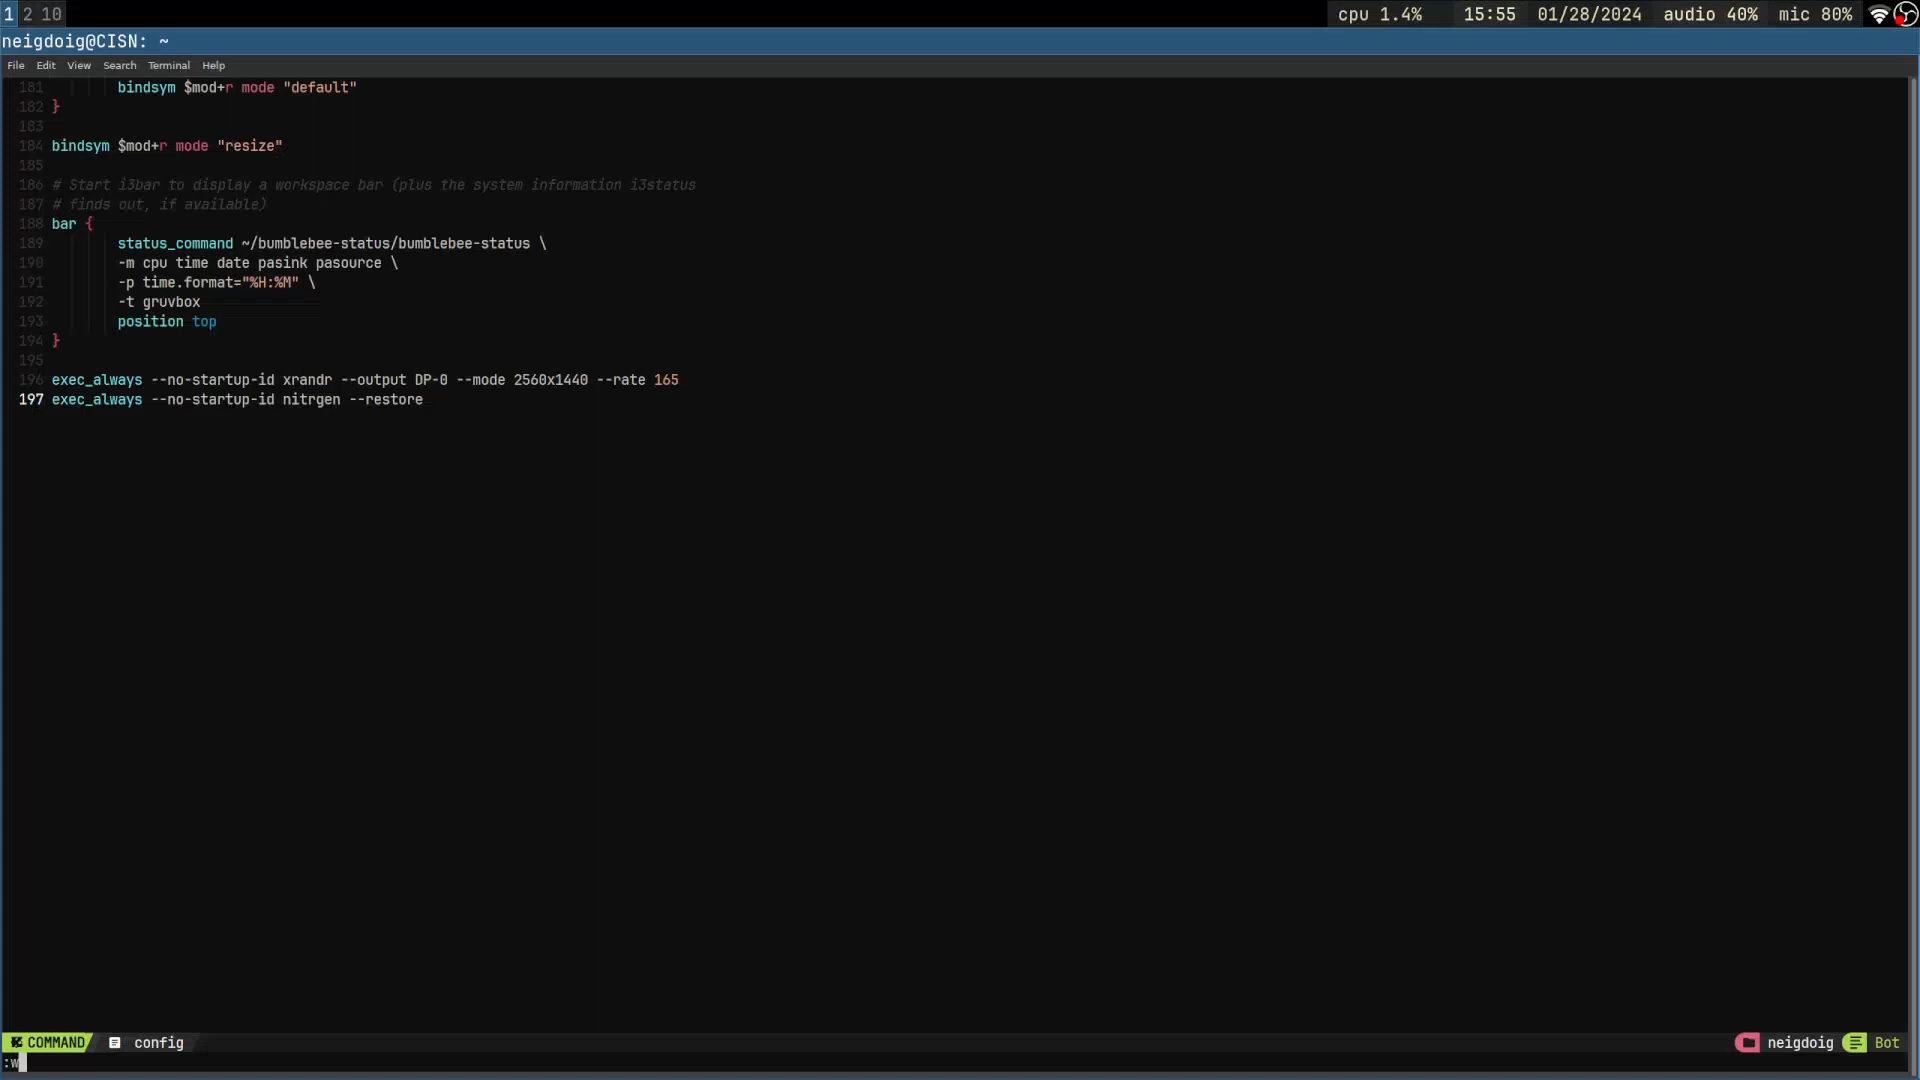 1 2 10 cpu 1.4% 15:55 01/28/2024 audio 40% mic 80%
neigdoig@CISN: ~
File Edit View Search Terminal Help
181 bindsym $mod+r mode "default"
182 }
183
184 bindsym $mod+r mode "resize"
185
186 # Start i3bar to display a workspace bar (plus the system information i3status
187 # finds out, if available)
188 bar {
189 status_command ~/bumblebee-status/bumblebee-status \
190 -m cpu time date pasink pasource \
191 -p time.format="%H:%M" \
192 -t gruvbox
193 position top
194 }
195
196 exec_always --no-startup-id xrandr --output DP-0 --mode 2560x1440 --rate 165
197 exec_always --no-startup-id nitrgen --restore
COMMAND config neigdoig Bot
:w